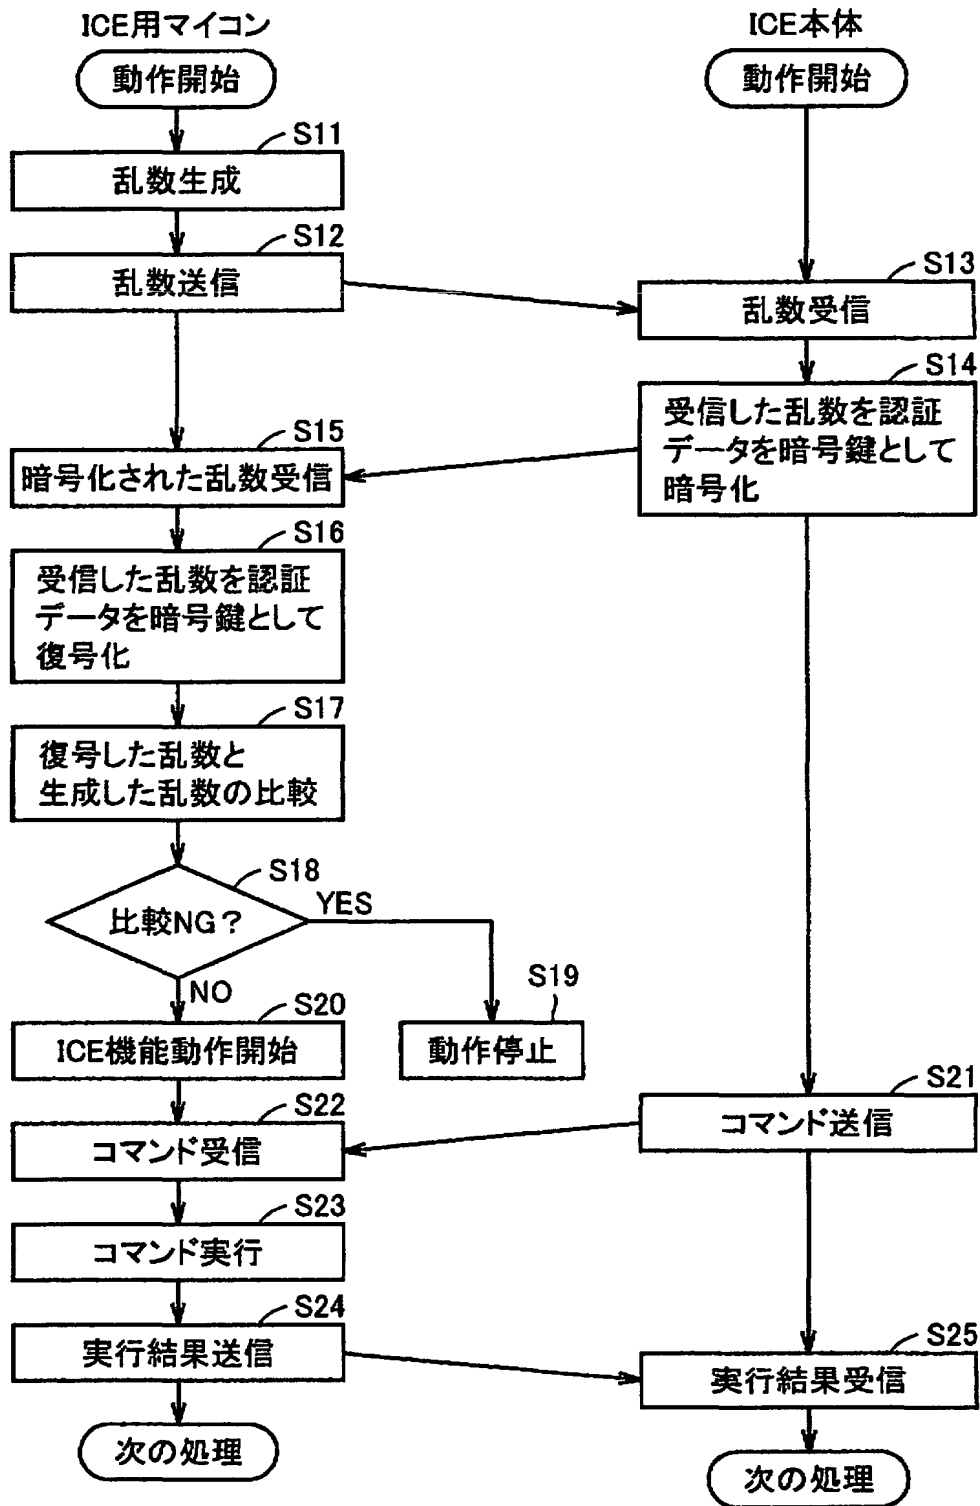 ICE用マイコン
ICE本体
動作開始
動作開始
S11
乱数生成
S12
乱数送信
S13
乱数受信
S14
受信した乱数を認証
データを暗号鍵として
暗号化
S15
暗号化された乱数受信
S16
受信した乱数を認証
データを暗号鍵として
復号化
S17
復号した乱数と
生成した乱数の比較
S18
比較NG？
YES
NO
S19
動作停止
S20
ICE機能動作開始
S21
コマンド送信
S22
コマンド受信
S23
コマンド実行
S24
実行結果送信
S25
実行結果受信
次の処理
次の処理